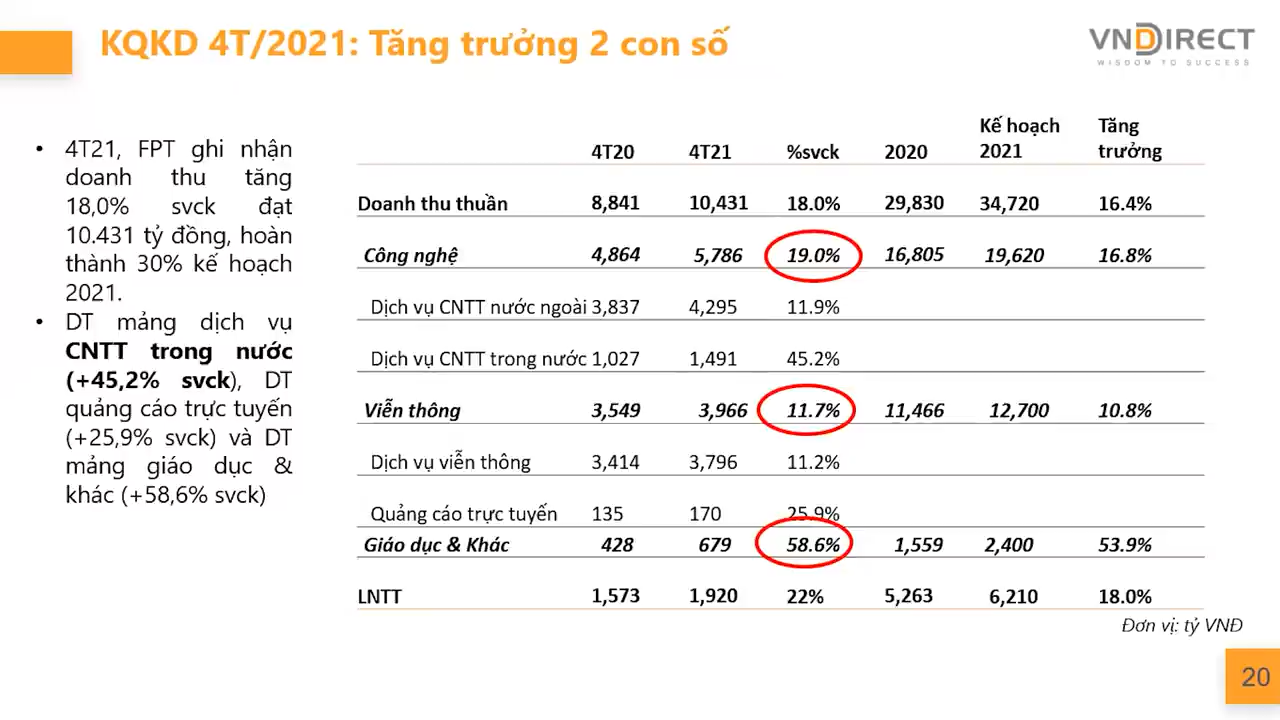 KQKD 4T/2021: Tăng trưởng 2 con số
VNDIRECT
WISDOM TO SUCCESS
• 4T21, FPT ghi nhận
doanh thu tăng
18,0% svck đạt
10.431 tỷ đồng, hoàn
thành 30% kế hoạch
2021.
• DT mảng dịch vụ
CNTT trong nước
(+45,2% svck), DT
quảng cáo trực tuyến
(+25,9% svck) và DT
mảng giáo dục &
khác (+58,6% svck)
4T20 4T21 %svck 2020 Kế hoạch 2021 Tăng trưởng
Doanh thu thuần 8,841 10,431 18.0% 29,830 34,720 16.4%
Công nghệ 4,864 5,786 19.0% 16,805 19,620 16.8%
Dịch vụ CNTT nước ngoài 3,837 4,295 11.9%
Dịch vụ CNTT trong nước 1,027 1,491 45.2%
Viễn thông 3,549 3,966 11.7% 11,466 12,700 10.8%
Dịch vụ viễn thông 3,414 3,796 11.2%
Quảng cáo trực tuyến 135 170 25.9%
Giáo dục & Khác 428 679 58.6% 1,559 2,400 53.9%
LNTT 1,573 1,920 22% 5,263 6,210 18.0%
Đơn vị: tỷ VNĐ
20